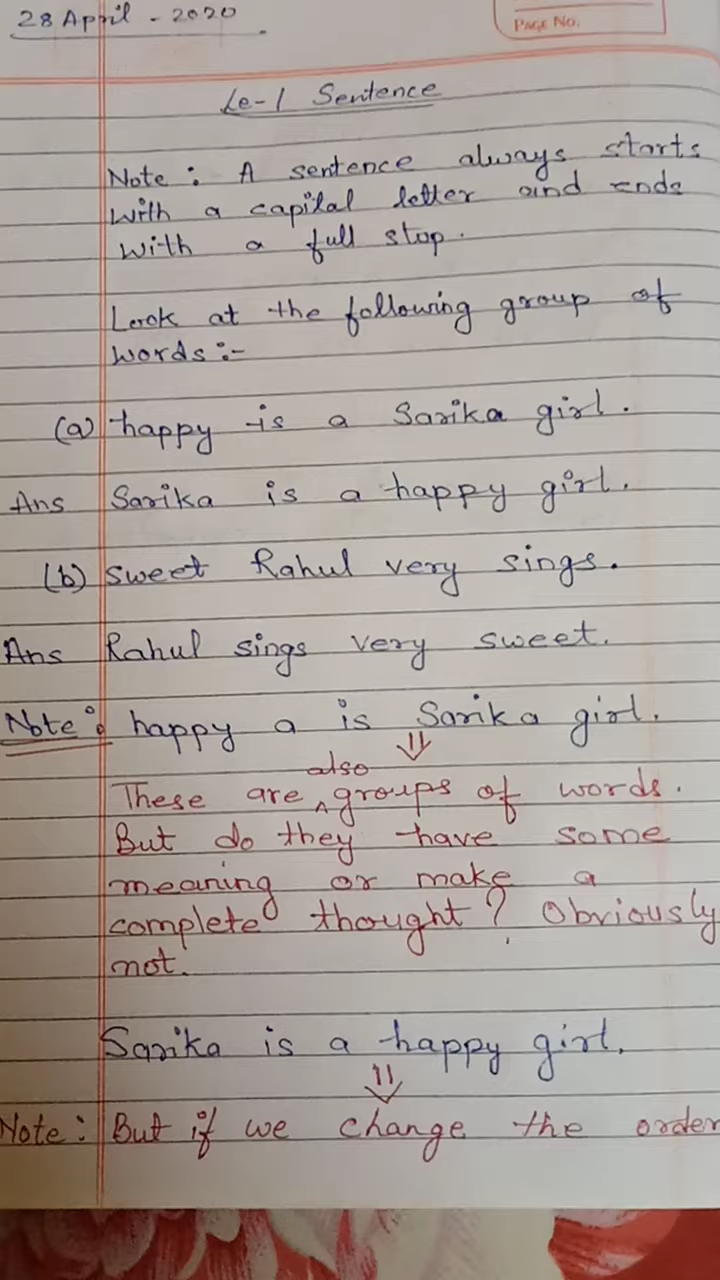 28 April - 2020
PAGE NO.
Le-1 Sentence
Note: A sentence always starts
with a capital letter and ends
with a full stop.
Look at the following group of
words:-
(a) happy is a Sarika girl.
Ans Sarika is a happy girl.
(b) sweet Rahul very sings.
Ans Rahul sings very sweet.
Note: happy a is Sarika girl.
also
These are ^ groups of words.
But do they have some
meaning or make a
complete thought? Obviously
not.
Sarika is a happy girl.
Note: But if we change the order